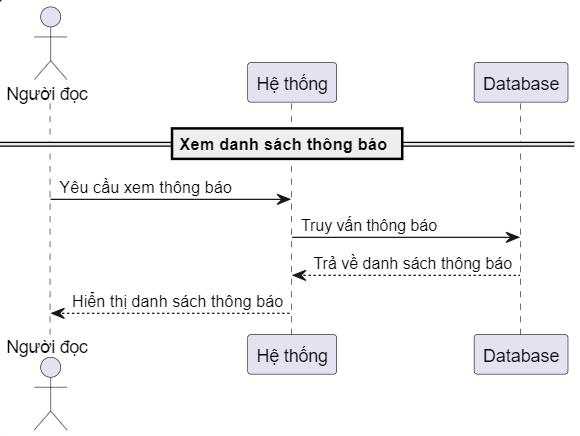 Người đọc
Hệ thống
Database
Xem danh sách thông báo
Yêu cầu xem thông báo
Truy vấn thông báo
Trả về danh sách thông báo
Hiển thị danh sách thông báo
Người đọc
Hệ thống
Database